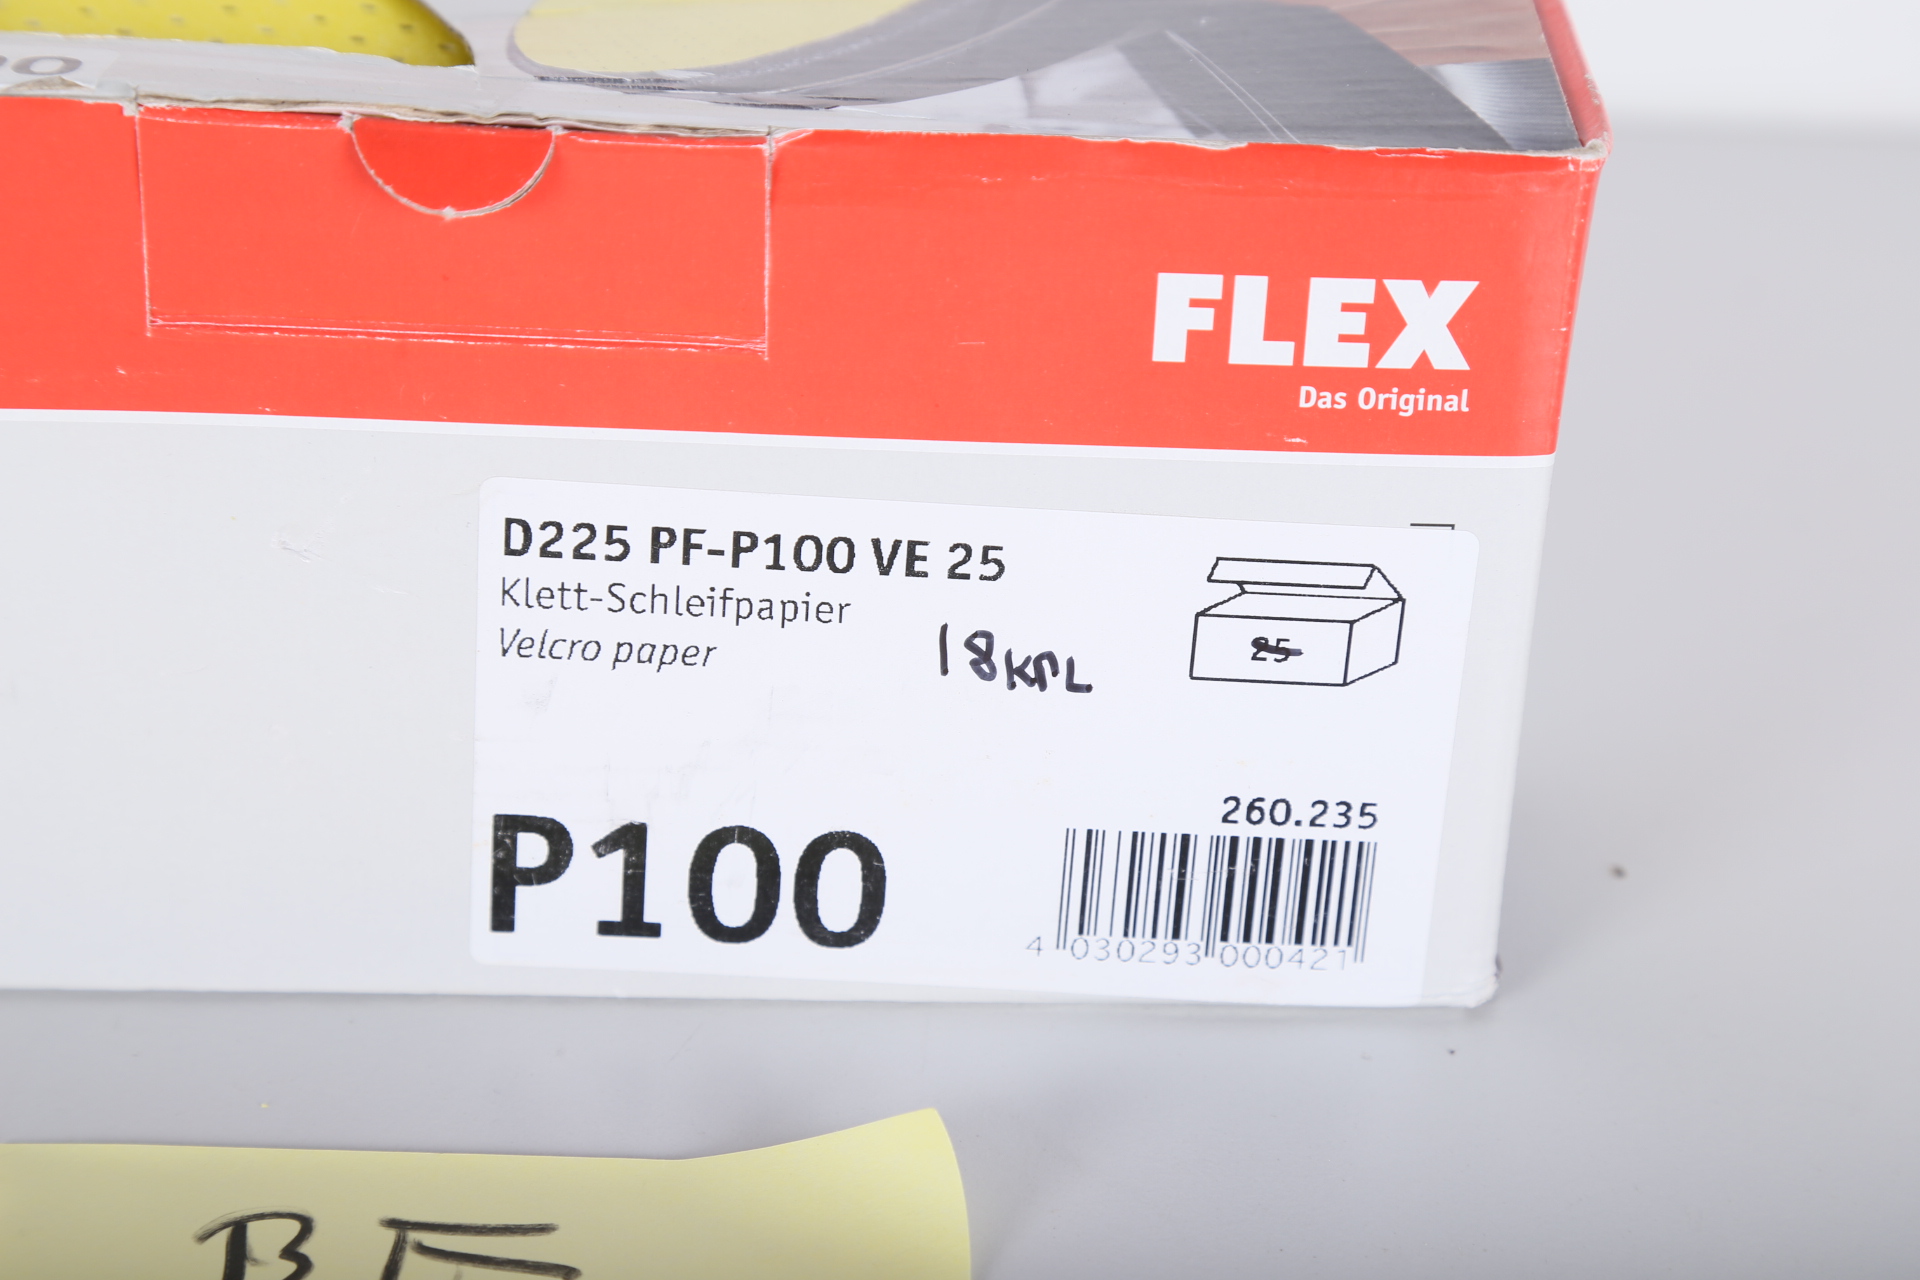 FLEX
Das Original
D225 PF-P100 VE 25
Klett-Schleifpapier
Velcro paper
18KPL
25
260.235
P100
4 030293 000421